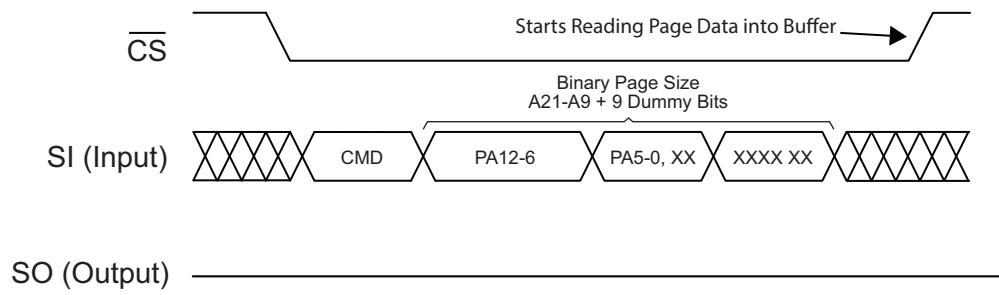 Starts Reading Page Data into Buffer
CS
Binary Page Size
A21-A9 + 9 Dummy Bits
SI (Input)
CMD
PA12-6
PA5-0, XX
XXXX XX
SO (Output)